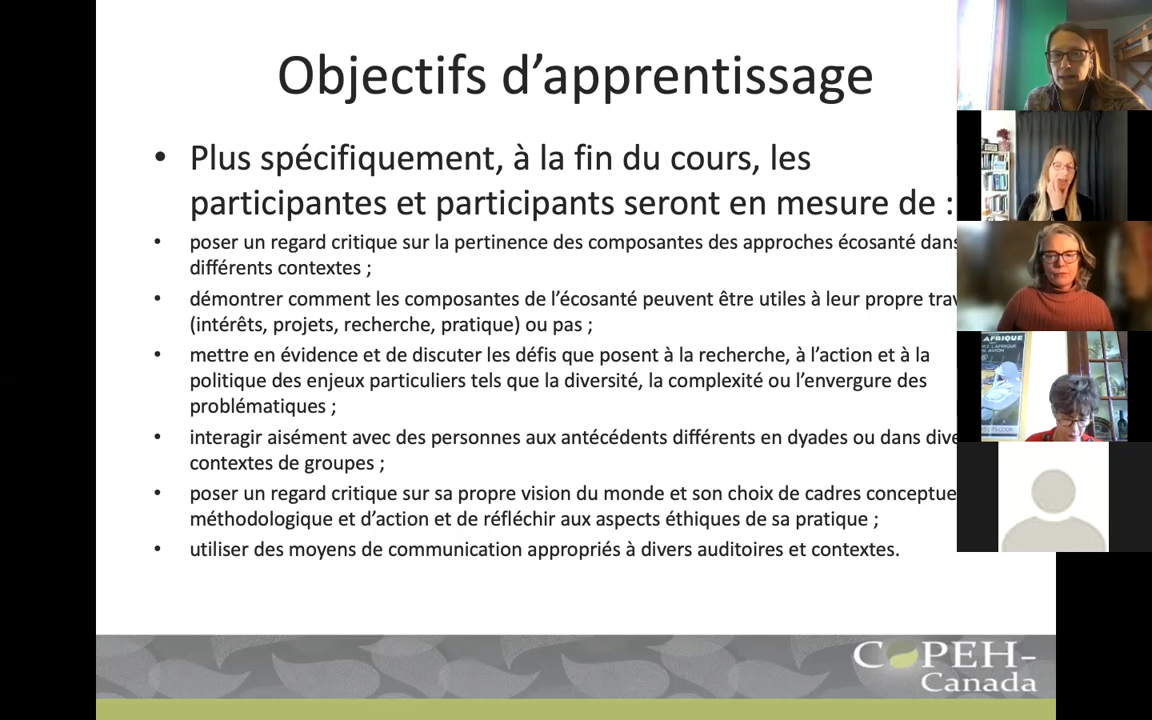 Objectifs d’apprentissage
• Plus spécifiquement, à la fin du cours, les
participantes et participants seront en mesure de :
• poser un regard critique sur la pertinence des composantes des approches écosanté dans
différents contextes ;
• démontrer comment les composantes de l’écosanté peuvent être utiles à leur propre
(intérêts, projets, recherche, pratique) ou pas ;
• mettre en évidence et de discuter les défis que posent à la recherche, à l’action et à la
politique des enjeux particuliers tels que la diversité, la complexité ou l’envergure des
problématiques ;
• interagir aisément avec des personnes aux antécédents différents en dyades ou dans
contextes de groupes ;
• poser un regard critique sur sa propre vision du monde et son choix de cadres
méthodologique et d’action et de réfléchir aux aspects éthiques de sa pratique ;
• utiliser des moyens de communication appropriés à divers auditoires et contextes.
COPEH-
Canada
AFRIQUE
EN AVION